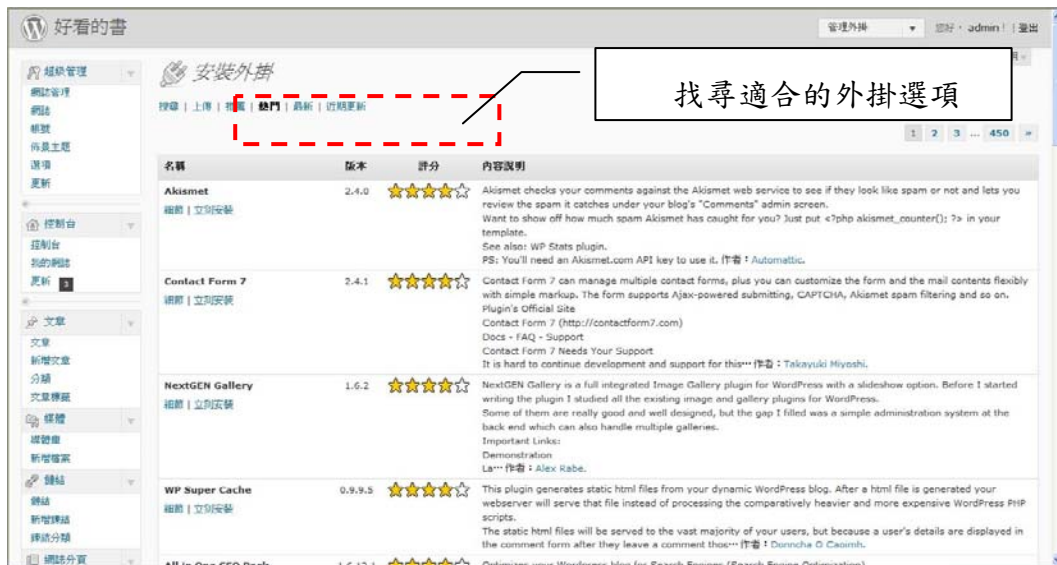 好看的書
管理外掛
您好, admin! | 登出
找尋適合的外掛選項
安裝外掛
搜尋 | 上傳 | 推薦 | 熱門 | 最新 | 近期更新
1 2 3 ... 450 »
超級管理
網誌管理
網誌
帳號
佈景主題
選項
更新
控制台
控制台
我的網誌
更新 3
文章
文章
新增文章
分類
文章標籤
媒體
媒體庫
新增檔案
鏈結
鏈結
新增鏈結
鏈結分類
網誌分頁
名稱 版本 評分 內容說明
Akismet 2.4.0
細節 | 立刻安裝
Akismet checks your comments against the Akismet web service to see if they look like spam or not and lets you
review the spam it catches under your blog's "Comments" admin screen.
Want to show off how much spam Akismet has caught for you? Just put <?php akismet_counter(); ?> in your
template.
See also: WP Stats plugin.
PS: You'll need an Akismet.com API key to use it. 作者：Automattic.
Contact Form 7 2.4.1
細節 | 立刻安裝
Contact Form 7 can manage multiple contact forms, plus you can customize the form and the mail contents flexibly
with simple markup. The form supports Ajax-powered submitting, CAPTCHA, Akismet spam filtering and so on.
Plugin's Official Site
Contact Form 7 (http://contactform7.com)
Docs - FAQ - Support
Contact Form 7 Needs Your Support
It is hard to continue development and support for this… 作者：Takayuki Miyoshi.
NextGEN Gallery 1.6.2
細節 | 立刻安裝
NextGEN Gallery is a full integrated Image Gallery plugin for WordPress with a slideshow option. Before I started
writing the plugin I studied all the existing image and gallery plugins for WordPress.
Some of them are really good and well designed, but the gap I filled was a simple administration system at the
back end which can also handle multiple galleries.
Important Links:
Demonstration
La… 作者：Alex Rabe.
WP Super Cache 0.9.9.5
細節 | 立刻安裝
This plugin generates static html files from your dynamic WordPress blog. After a html file is generated your
webserver will serve that file instead of processing the comparatively heavier and more expensive WordPress PHP
scripts.
The static html files will be served to the vast majority of your users, but because a user's details are displayed in
the comment form after they leave a comment thos… 作者：Donncha O Caoimh.